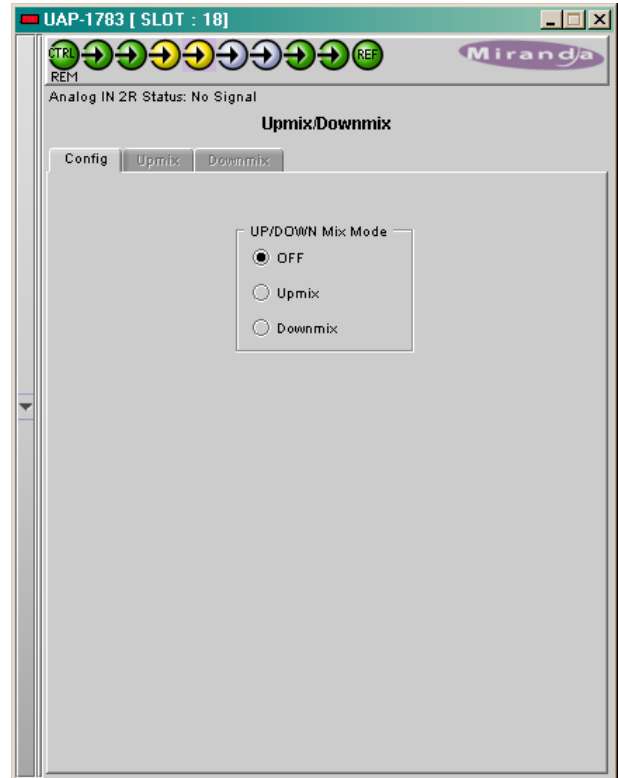 UAP-1783 [ SLOT : 18]
CTRL REF Miranda
REM
Analog IN 2R Status: No Signal
Upmix/Downmix
Config Upmix Downmix
UP/DOWN Mix Mode
OFF
Upmix
Downmix